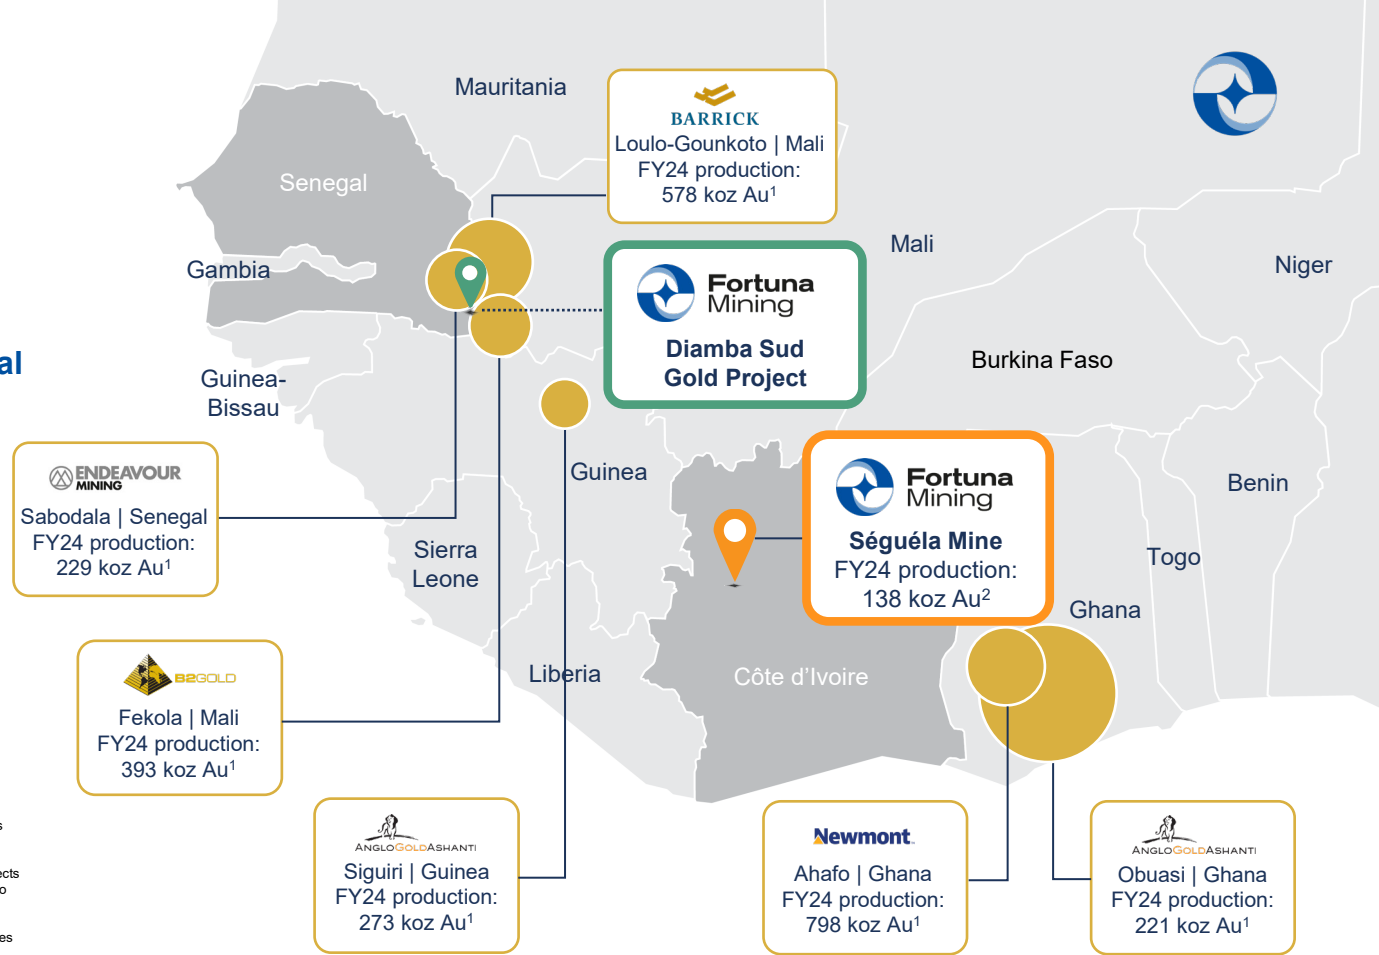 Mauritania
BARRICK
Loulo-Gounkoto | Mali
FY24 production:
578 koz Au¹
Senegal
Mali
Gambia
Niger
Fortuna
Mining
Diamba Sud
Gold Project
al
Guinea-
Bissau
Burkina Faso
ENDEAVOUR
MINING
Sabodala | Senegal
FY24 production:
229 koz Au¹
Guinea
Fortuna
Mining
Séguéla Mine
FY24 production:
138 koz Au²
Benin
Togo
Sierra
Leone
Ghana
Liberia
Côte d'Ivoire
B2GOLD
Fekola | Mali
FY24 production:
393 koz Au¹
s
ects
o
es
ANGLOGOLDASHANTI
Siguiri | Guinea
FY24 production:
273 koz Au¹
Newmont™
Ahafo | Ghana
FY24 production:
798 koz Au¹
ANGLOGOLDASHANTI
Obuasi | Ghana
FY24 production:
221 koz Au¹